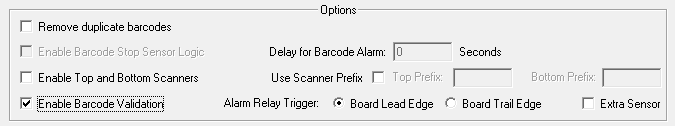 Options
Remove duplicate barcodes
Enable Barcode Stop Sensor Logic Delay for Barcode Alarm: 0 Seconds
Enable Top and Bottom Scanners Use Scanner Prefix Top Prefix: Bottom Prefix:
Enable Barcode Validation Alarm Relay Trigger: Board Lead Edge Board Trail Edge Extra Sensor